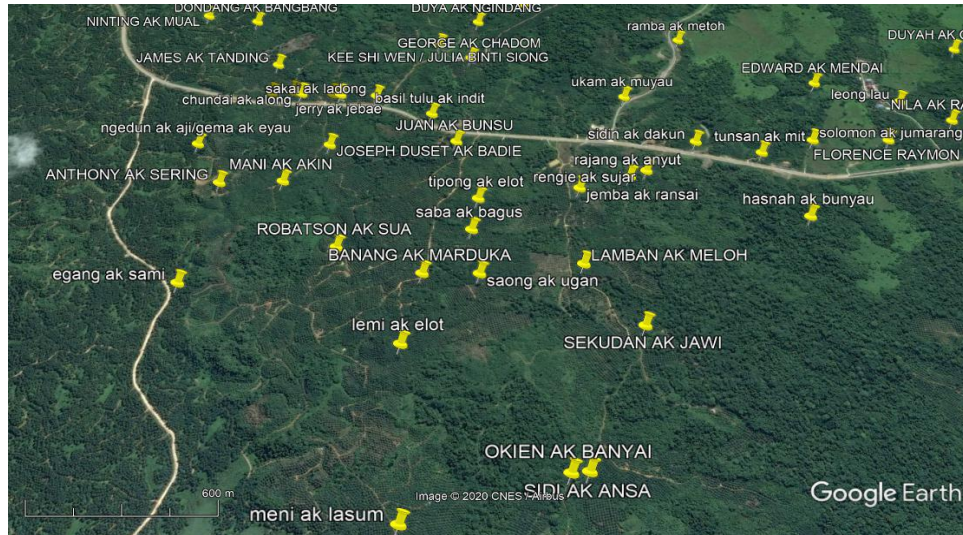 DONDANG AK BANGBANG
DUYA AK NGINDANG
NINTING AK MUAL
ramba ak metoh
DUYAH AK
GEORGE AK CHADOM
JAMES AK TANDING
KEE SHI WEN / JULIA BINTI SIONG
EDWARD AK MENDAI
ukam ak muyau
sakai ak ladong
leong lau
chundai ak along
basil tulu ak indit
NILA AK
jerry ak jebae
JUAN AK BUNSU
ngedun ak aji/gema ak eyau
sidin ak dakun
tunsan ak mit
solomon ak jumarang
JOSEPH DUSET AK BADIE
FLORENCE RAYMON
MANI AK AKIN
rajang ak anyut
ANTHONY AK SERING
rengie ak sujar
tipong ak elot
jemba ak ransai
hasnah ak bunyau
saba ak bagus
ROBATSON AK SUA
BANANG AK MARDUKA
LAMBAN AK MELOH
egang ak sami
saong ak ugan
lemi ak elot
SEKUDAN AK JAWI
OKIEN AK BANYAI
SIDI AK ANSA
600 m
Image © 2020 CNES / Airbus
Google Earth
meni ak lasum